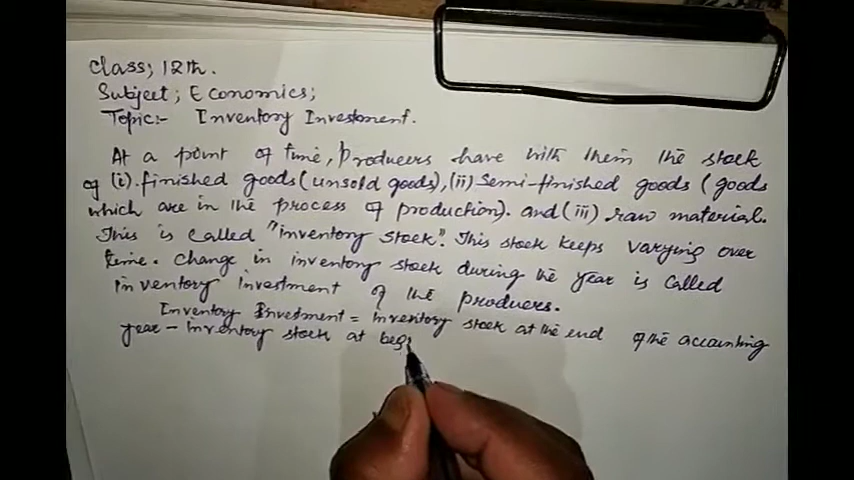 Class; 12th.
Subject; Economics;
Topic:- Inventory Investment.
At a point of time, producers have with them the stock
of (i). finished goods (unsold goods), (ii) Semi-finished goods (goods
which are in the process of production). and (iii) raw material.
This is called "inventory stock". This stock keeps varying over
time. Change in inventory stock during the year is called
inventory investment of the producers.
Inventory Investment = Inventory stock at the end of the accounting
year - inventory stock at beg